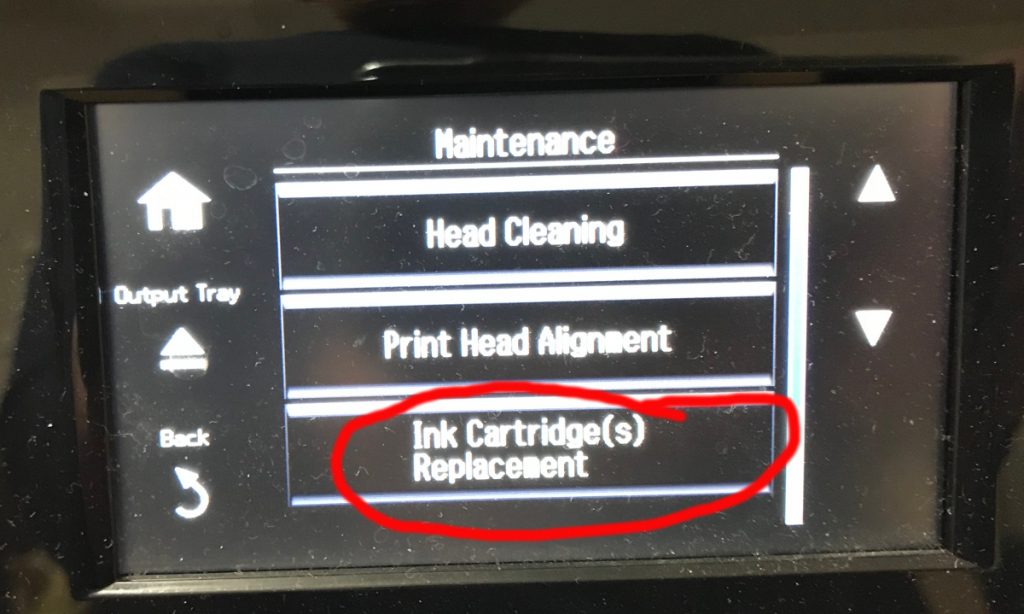 Maintenance
Head Cleaning
Output Tray
Print Head Alignment
Back
Ink Cartridge(s)
Replacement